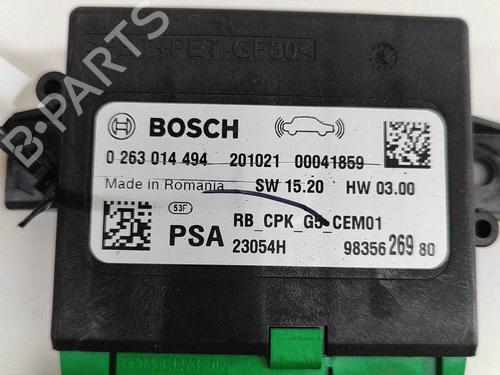 -PET-GF30<
BOSCH
0 263 014 494 201021 00041859
Made in Romania SW 15.20 HW 03.00
53F
RB_CPK_G5_CEM01
PSA 23054H 98356 269 80
B-PARTS